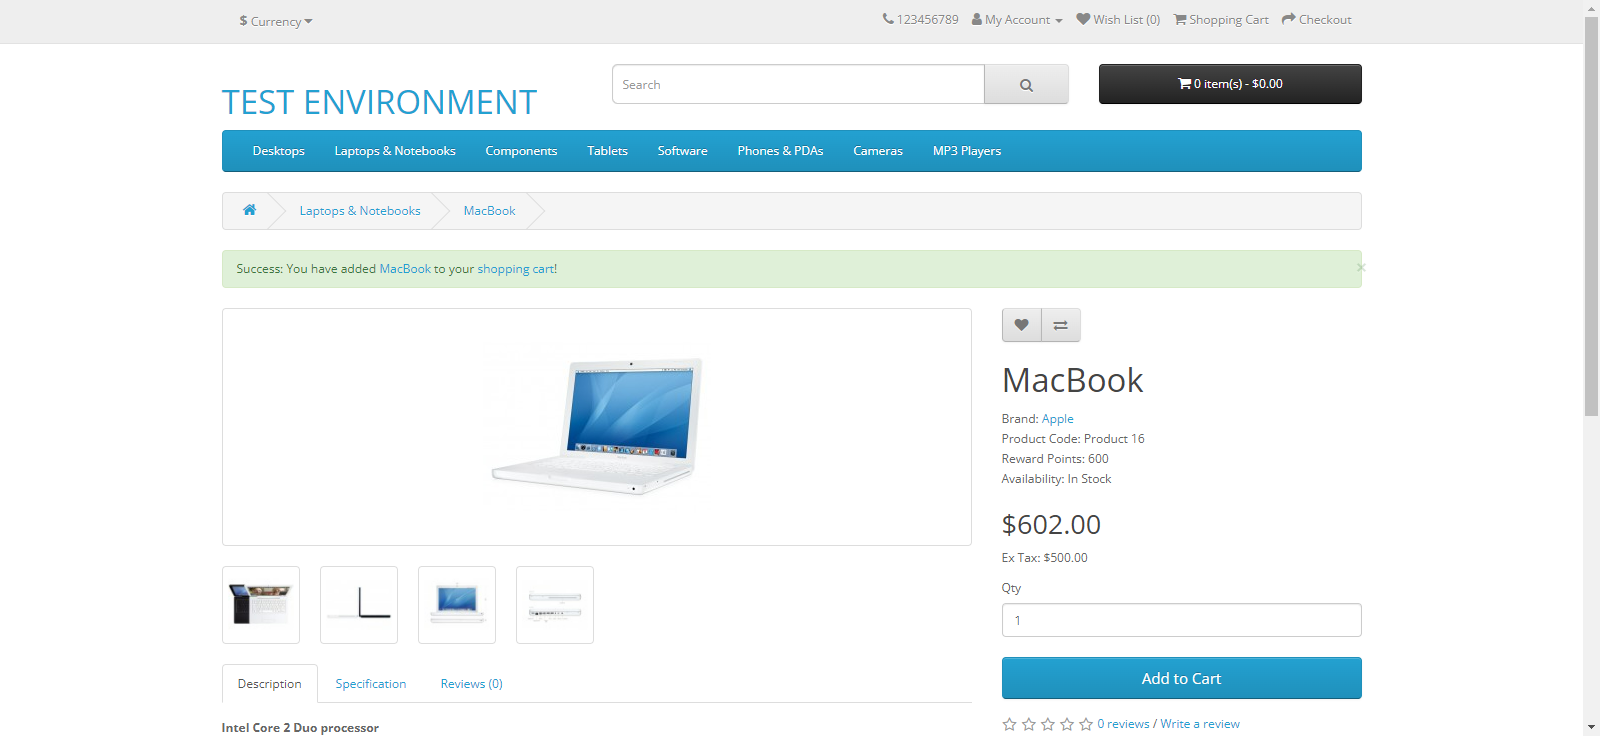 $ Currency
123456789 My Account Wish List (0) Shopping Cart Checkout
TEST ENVIRONMENT
Search
0 item(s) - $0.00
Desktops Laptops & Notebooks Components Tablets Software Phones & PDAs Cameras MP3 Players
Laptops & Notebooks MacBook
Success: You have added MacBook to your shopping cart!
×
MacBook
Brand: Apple
Product Code: Product 16
Reward Points: 600
Availability: In Stock
$602.00
Ex Tax: $500.00
Qty
1
Add to Cart
0 reviews / Write a review
Description Specification Reviews (0)
Intel Core 2 Duo processor